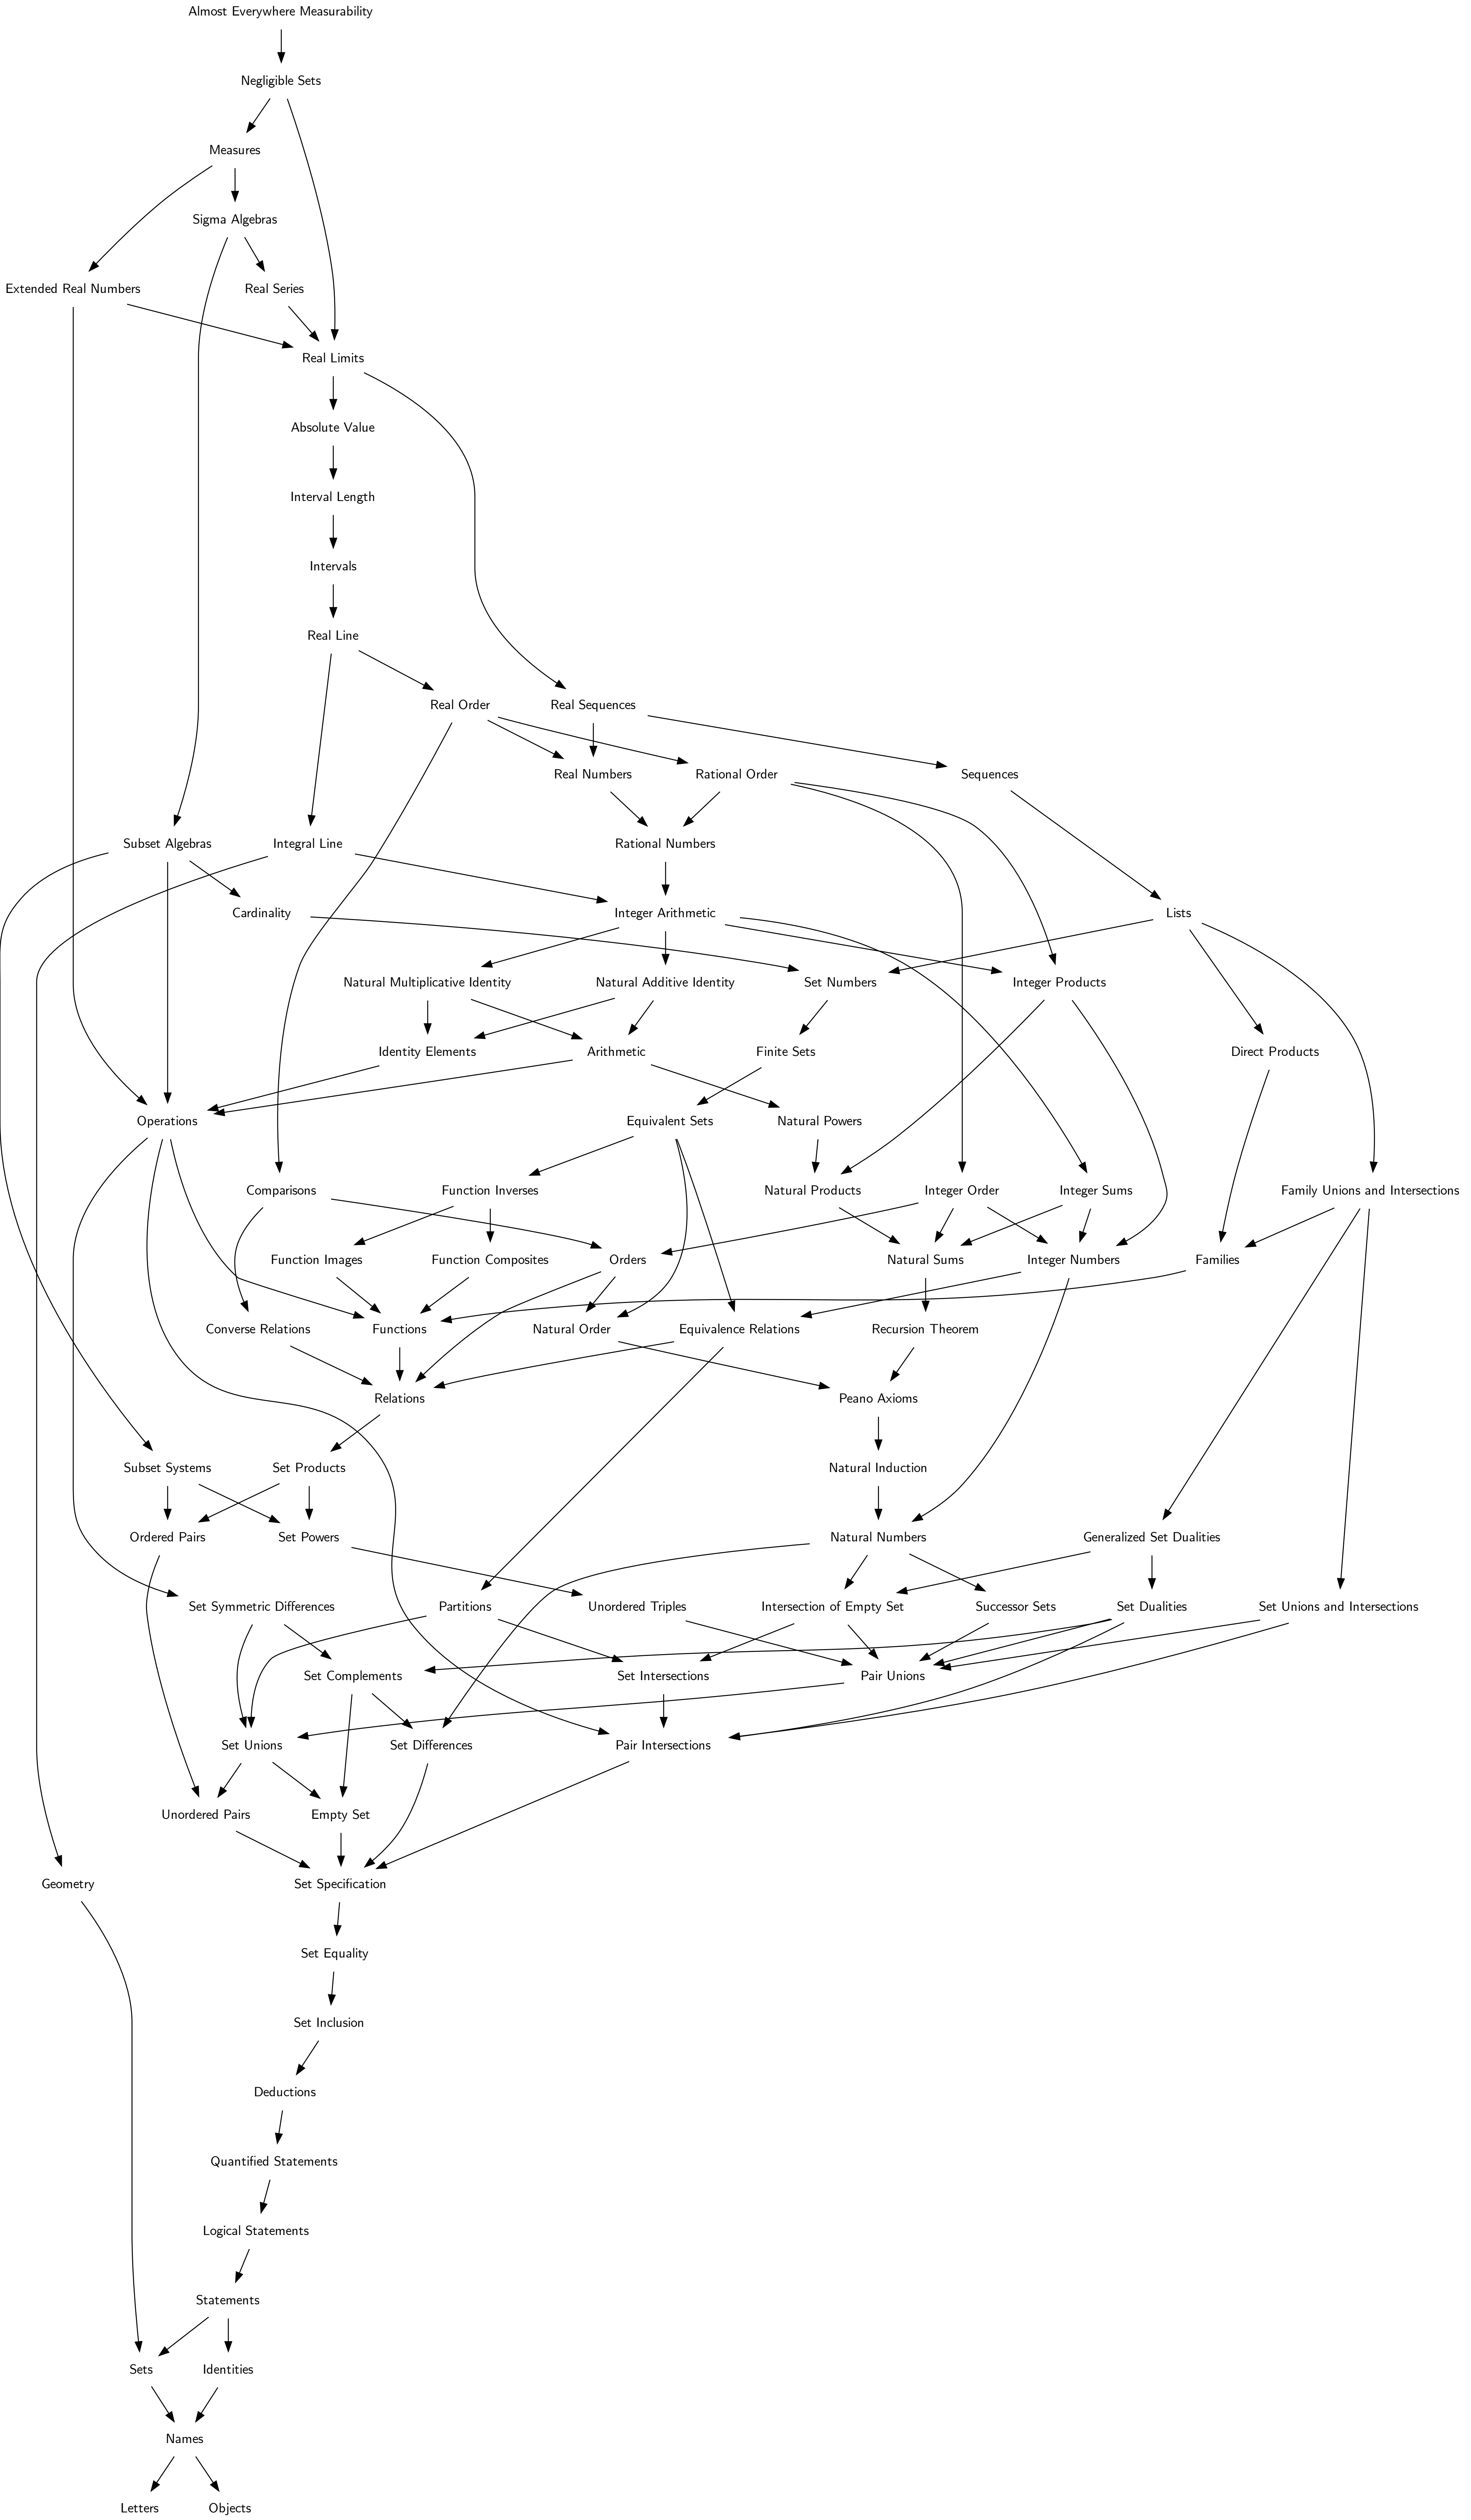 Almost Everywhere Measurability
Negligible Sets
Measures
Sigma Algebras
Extended Real Numbers
Real Series
Real Limits
Absolute Value
Interval Length
Intervals
Real Line
Real Order
Real Sequences
Real Numbers
Rational Order
Sequences
Subset Algebras
Integral Line
Rational Numbers
Cardinality
Integer Arithmetic
Lists
Natural Multiplicative Identity
Natural Additive Identity
Set Numbers
Integer Products
Identity Elements
Arithmetic
Finite Sets
Direct Products
Operations
Equivalent Sets
Natural Powers
Comparisons
Function Inverses
Natural Products
Integer Order
Integer Sums
Family Unions and Intersections
Function Images
Function Composites
Orders
Natural Sums
Integer Numbers
Families
Converse Relations
Functions
Natural Order
Equivalence Relations
Recursion Theorem
Relations
Peano Axioms
Subset Systems
Set Products
Natural Induction
Ordered Pairs
Set Powers
Natural Numbers
Generalized Set Dualities
Set Symmetric Differences
Partitions
Unordered Triples
Intersection of Empty Set
Successor Sets
Set Dualities
Set Unions and Intersections
Set Complements
Set Intersections
Pair Unions
Set Unions
Set Differences
Pair Intersections
Unordered Pairs
Empty Set
Geometry
Set Specification
Set Equality
Set Inclusion
Deductions
Quantified Statements
Logical Statements
Statements
Sets
Identities
Names
Letters
Objects